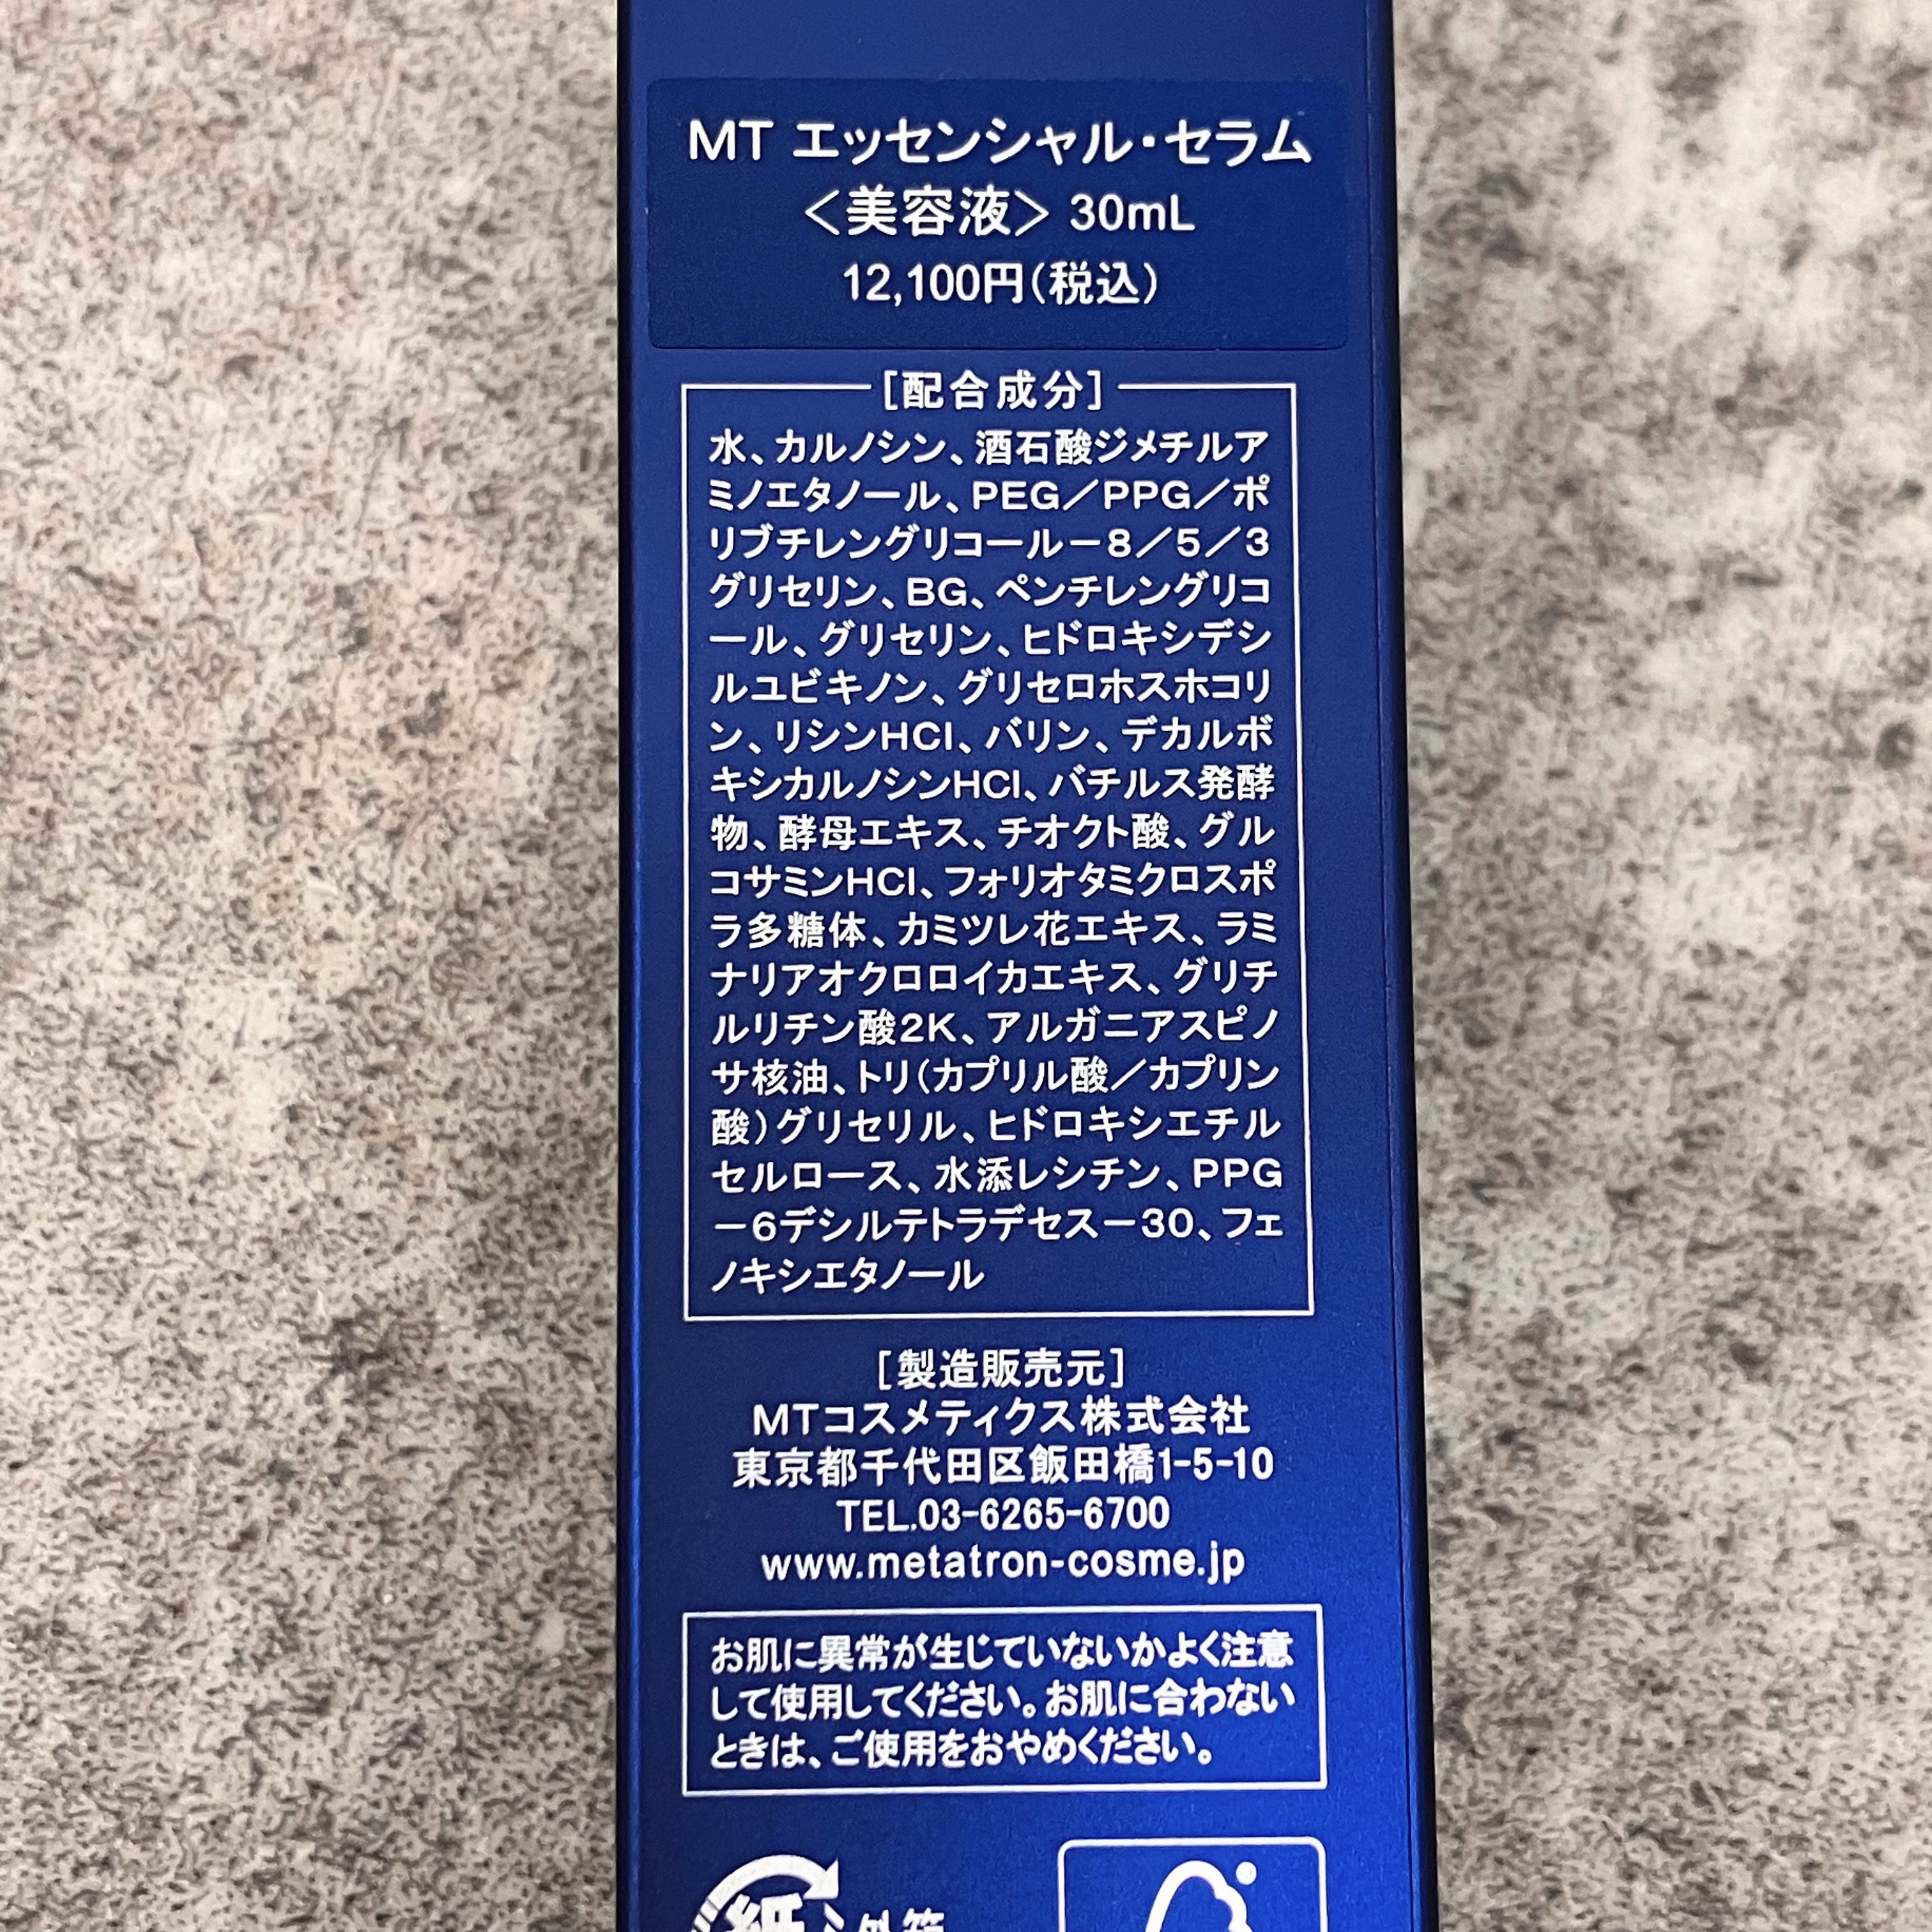 MT エッセンシャル・セラム
＜美容液＞ 30mL
12,100円(税込)
[配合成分]
水、カルノシン、酒石酸ジメチルア
ミノエタノール、PEG／PPG／ポ
リブチレングリコール－8／5／3
グリセリン、BG、ペンチレングリコ
ール、グリセリン、ヒドロキシデシ
ルユビキノン、グリセロホスホコリ
ン、リシンHCl、バリン、デカルボ
キシカルノシンHCl、バチルス発酵
物、酵母エキス、チオクト酸、グル
コサミンHCl、フォリオタミクロスポ
ラ多糖体、カミツレ花エキス、ラミ
ナリアオクロロイカエキス、グリチ
ルリチン酸2K、アルガニアスピノ
サ核油、トリ(カプリル酸／カプリン
酸)グリセリル、ヒドロキシエチル
セルロース、水添レシチン、PPG
－6デシルテトラデセス－30、フェ
ノキシエタノール
[製造販売元]
MTコスメティクス株式会社
東京都千代田区飯田橋1-5-10
TEL.03-6265-6700
www.metatron-cosme.jp
お肌に異常が生じていないかよく注意
して使用してください。お肌に合わない
ときは、ご使用をおやめください。
紙